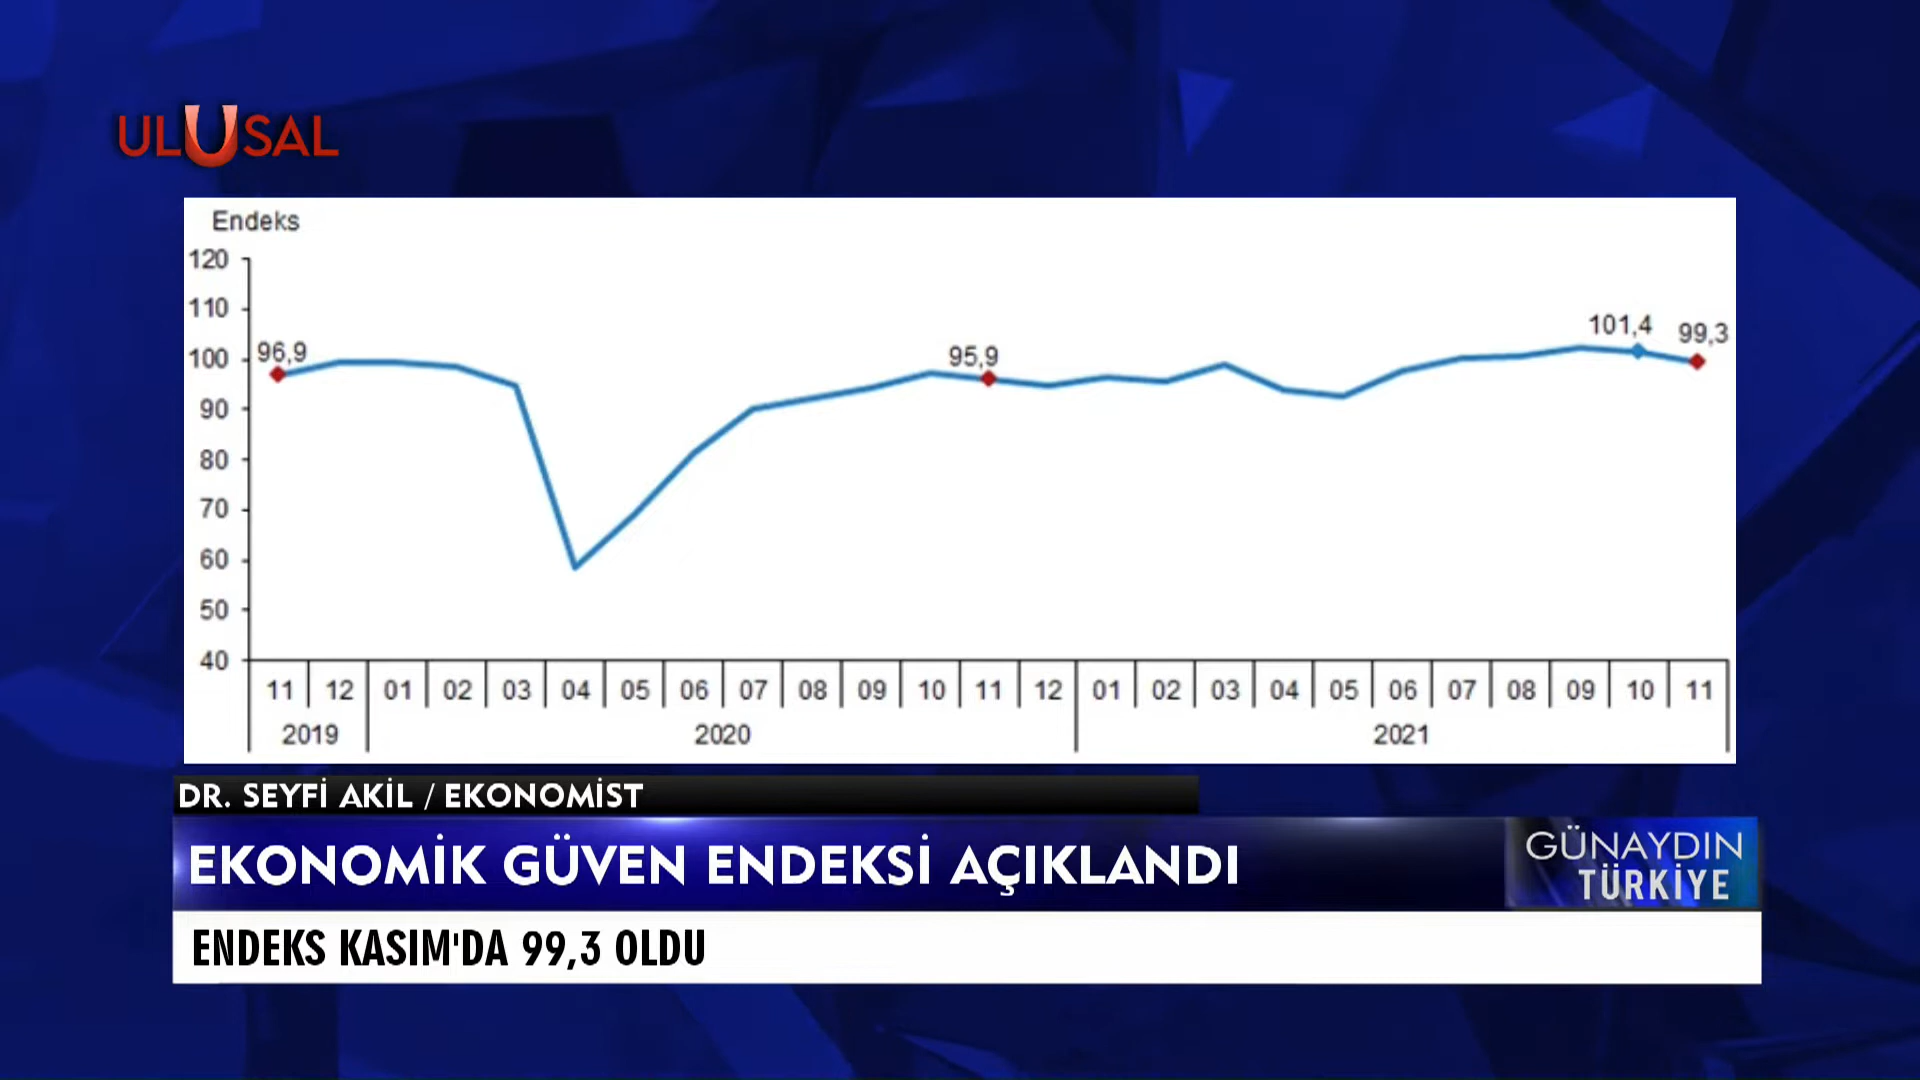 ULUSAL
Endeks
120
110
100
90
80
70
60
50
40
96,9
95,9
101,4
99,3
11 12 01 02 03 04 05 06 07 08 09 10 11 12 01 02 03 04 05 06 07 08 09 10 11
2019 2020 2021
DR. SEYFİ AKİL / EKONOMİST
EKONOMİK GÜVEN ENDEKSİ AÇIKLANDI
GÜNAYDIN
TÜRKİYE
ENDEKS KASIM'DA 99,3 OLDU